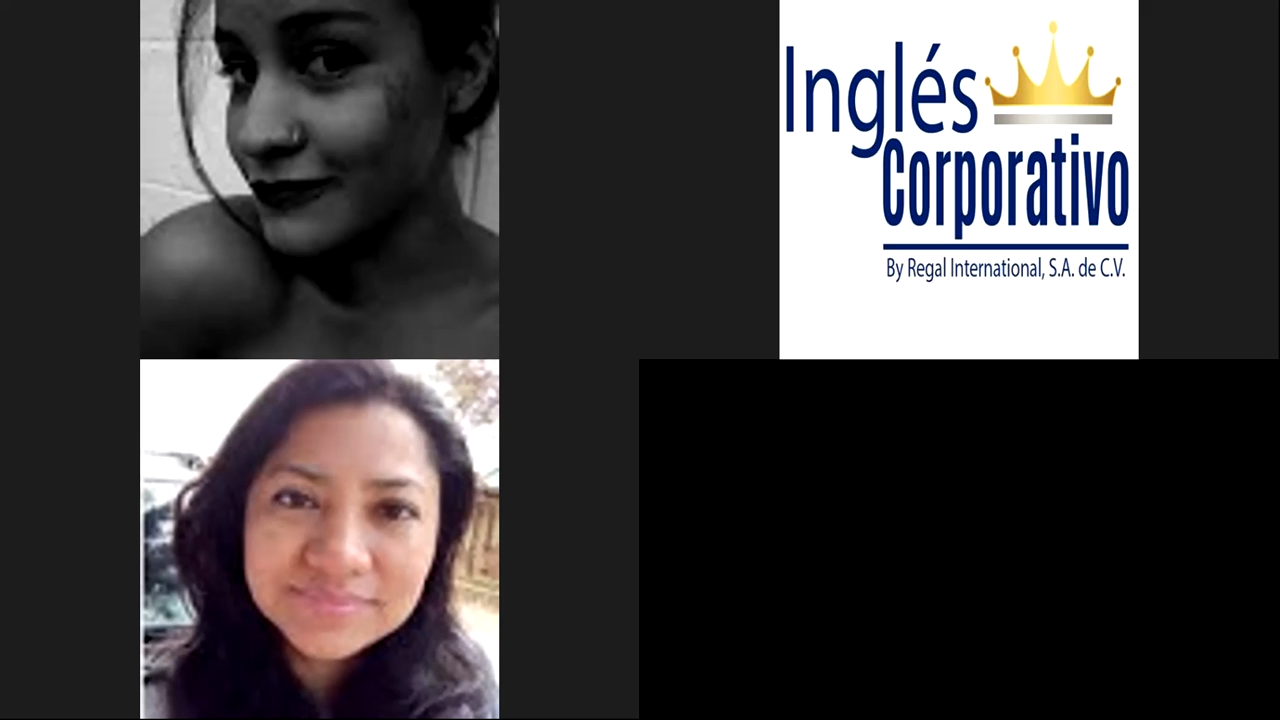 Inglés
Corporativo
By Regal International, S.A. de C.V.